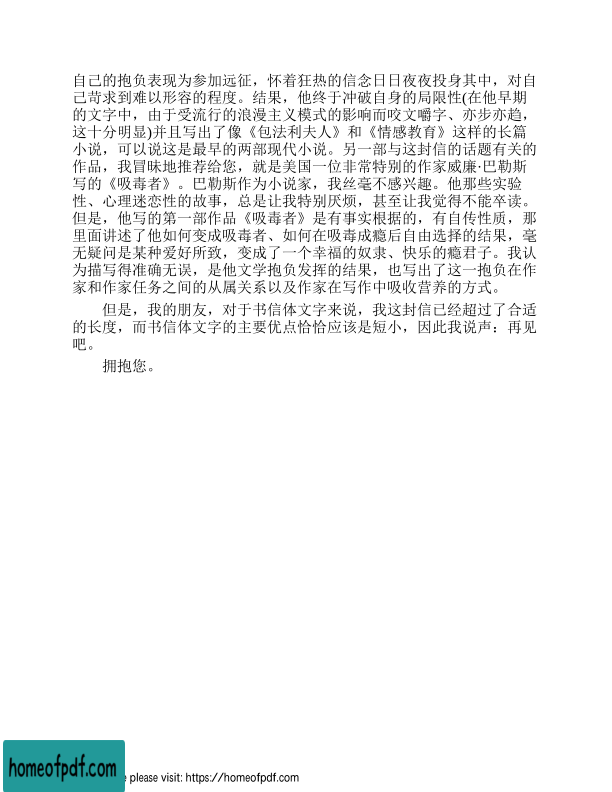 自己的抱负表现为参加远征，怀着狂热的信念日日夜夜投身其中，对自
己苛求到难以形容的程度。结果，他终于冲破自身的局限性(在他早期
的文字中，由于受流行的浪漫主义模式的影响而咬文嚼字、亦步亦趋，
这十分明显)并且写出了像《包法利夫人》和《情感教育》这样的长篇
小说，可以说这是最早的两部现代小说。另一部与这封信的话题有关的
作品，我冒昧地推荐给您，就是美国一位非常特别的作家威廉·巴勒斯
写的《吸毒者》。巴勒斯作为小说家，我丝毫不感兴趣。他那些实验
性、心理迷恋性的故事，总是让我特别厌烦，甚至让我觉得不能卒读。
但是，他写的第一部作品《吸毒者》是有事实根据的，有自传性质，那
里面讲述了他如何变成吸毒者、如何在吸毒成瘾后自由选择的结果，毫
无疑问是某种爱好所致，变成了一个幸福的奴隶、快乐的瘾君子。我认
为描写得准确无误，是他文学抱负发挥的结果，也写出了这一抱负在作
家和作家任务之间的从属关系以及作家在写作中吸收营养的方式。
但是，我的朋友，对于书信体文字来说，我这封信已经超过了合适
的长度，而书信体文字的主要优点恰恰应该是短小，因此我说声：再见
吧。
拥抱您。
homeofpdf.com
e please visit: https://homeofpdf.com